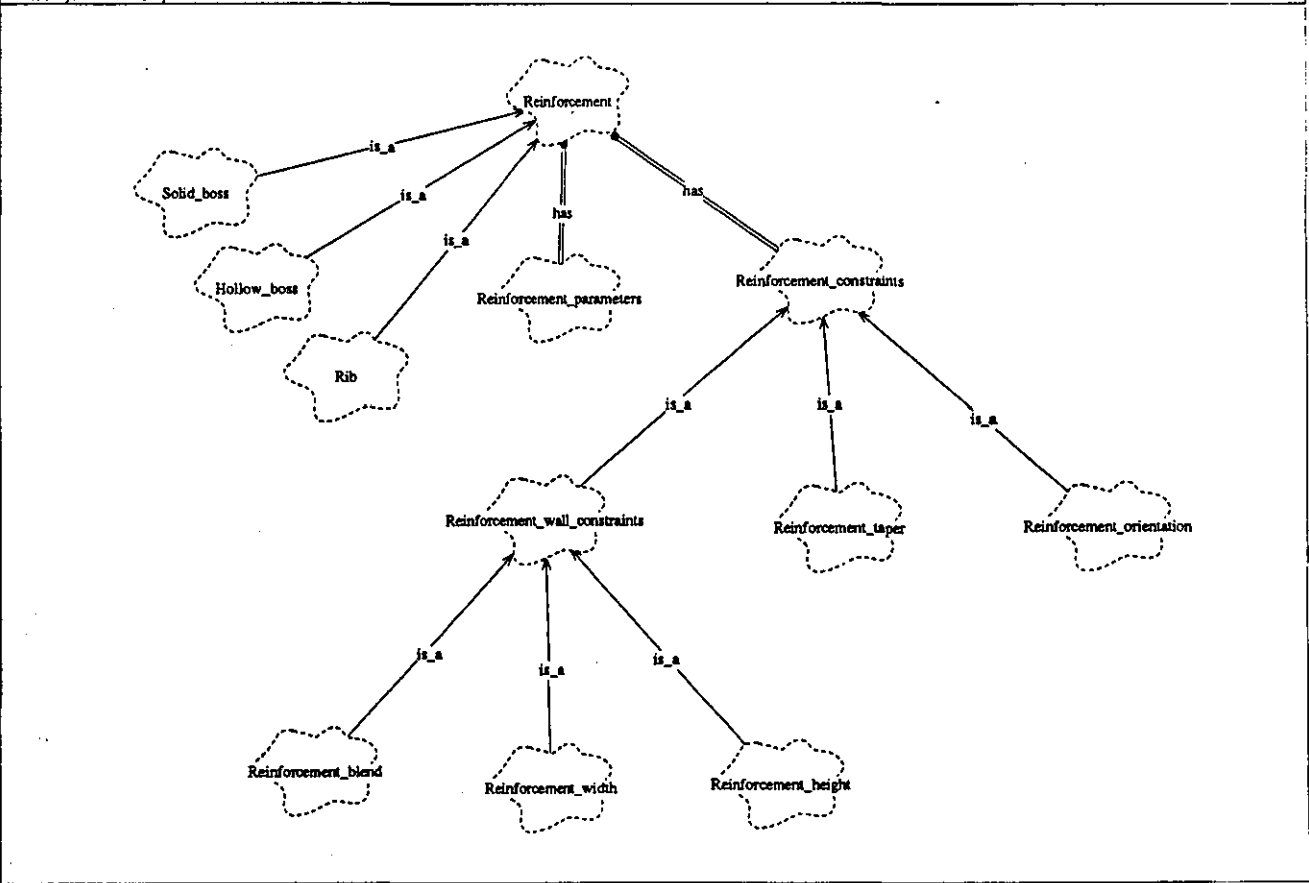 Reinforcement
is_a
Solid_boss
is_a
has
has
is_a
Hollow_boss
Reinforcement_parameters
Reinforcement_constraints
Rib
is_a
is_a
is_a
Reinforcement_wall_constraints
Reinforcement_taper
Reinforcement_orientation
is_a
is_a
is_a
Reinforcement_blend
Reinforcement_width
Reinforcement_height